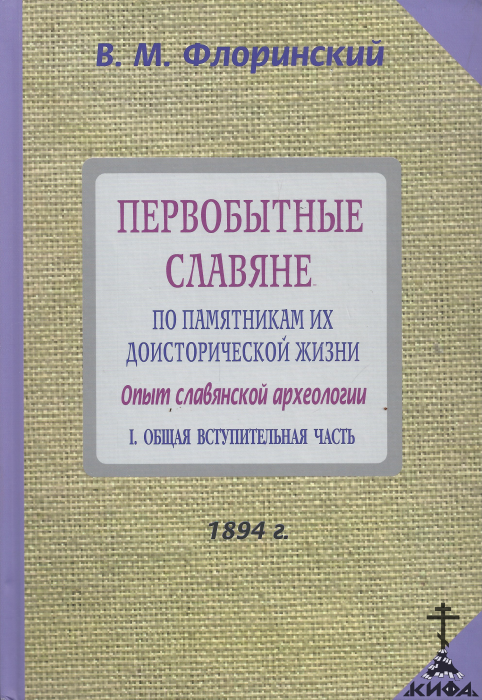 В. М. Флоринский
ПЕРВОБЫТНЫЕ
СЛАВЯНЕ
ПО ПАМЯТНИКАМ ИХ
ДОИСТОРИЧЕСКОЙ ЖИЗНИ
Опыт славянской археологии
I. ОБЩАЯ ВСТУПИТЕЛЬНАЯ ЧАСТЬ
1894 г.
КИФА